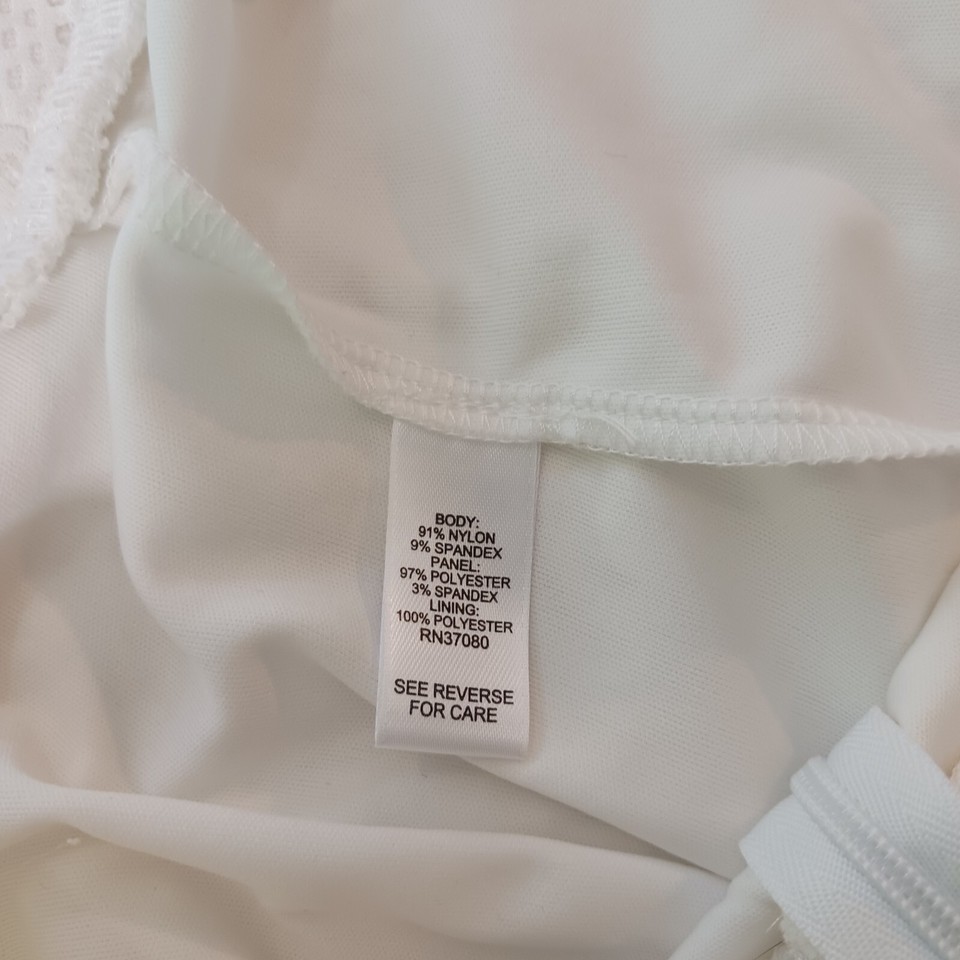 BODY:
91% NYLON
9% SPANDEX
PANEL:
97% POLYESTER
3% SPANDEX
LINING:
100% POLYESTER
RN37080
SEE REVERSE
FOR CARE